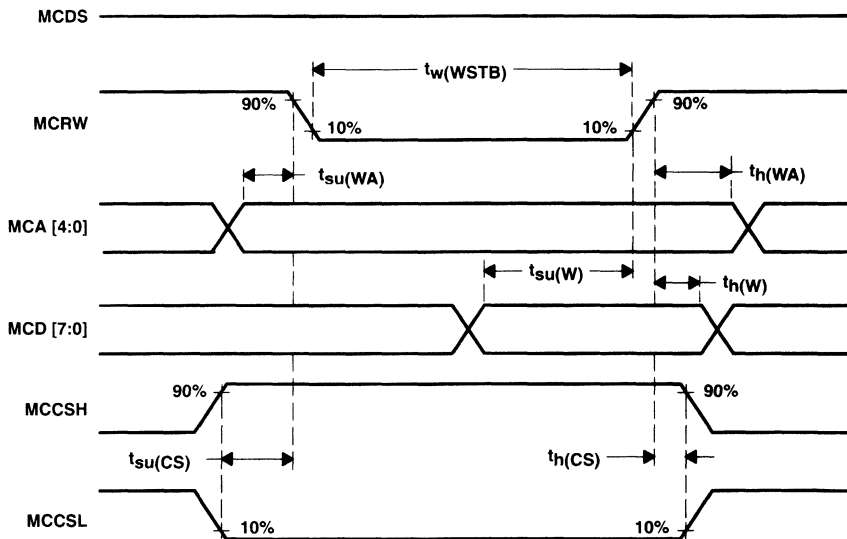 MCDS
tw(WSTB)
90% 90%
MCRW 10% 10%
tsu(WA) th(WA)
MCA [4:0]
tsu(W) th(W)
MCD [7:0]
90% 90%
MCCSH
tsu(CS) th(CS)
MCCSL 10% 10%